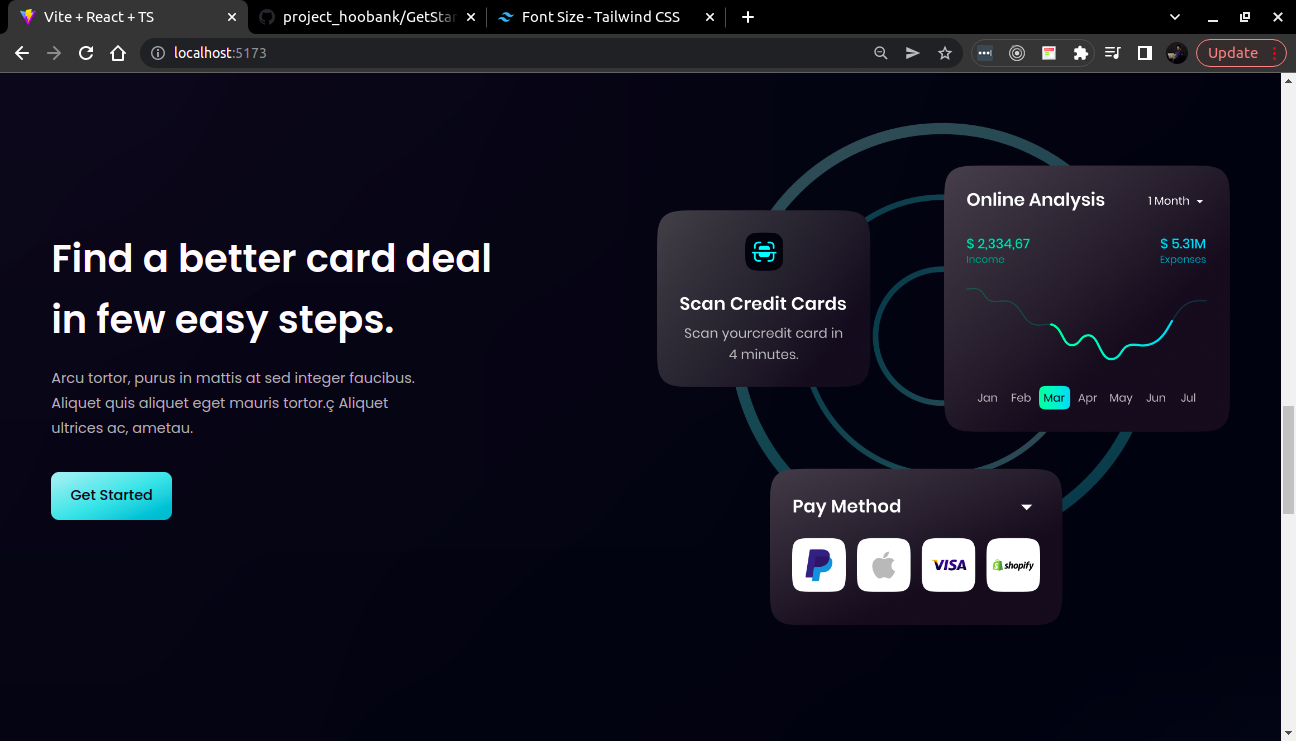 Vite + React + TS
project_hoobank/GetStar
Font Size - Tailwind CSS
localhost:5173
Update
Find a better card deal
in few easy steps.
Arcu tortor, purus in mattis at sed integer faucibus.
Aliquet quis aliquet eget mauris tortor.ç Aliquet
ultrices ac, ametau.
Get Started
Scan Credit Cards
Scan yourcredit card in
4 minutes.
Online Analysis
1 Month
$ 2,334,67
$ 5.31M
Income
Expenses
Jan Feb Mar Apr May Jun Jul
Pay Method
VISA
shopify